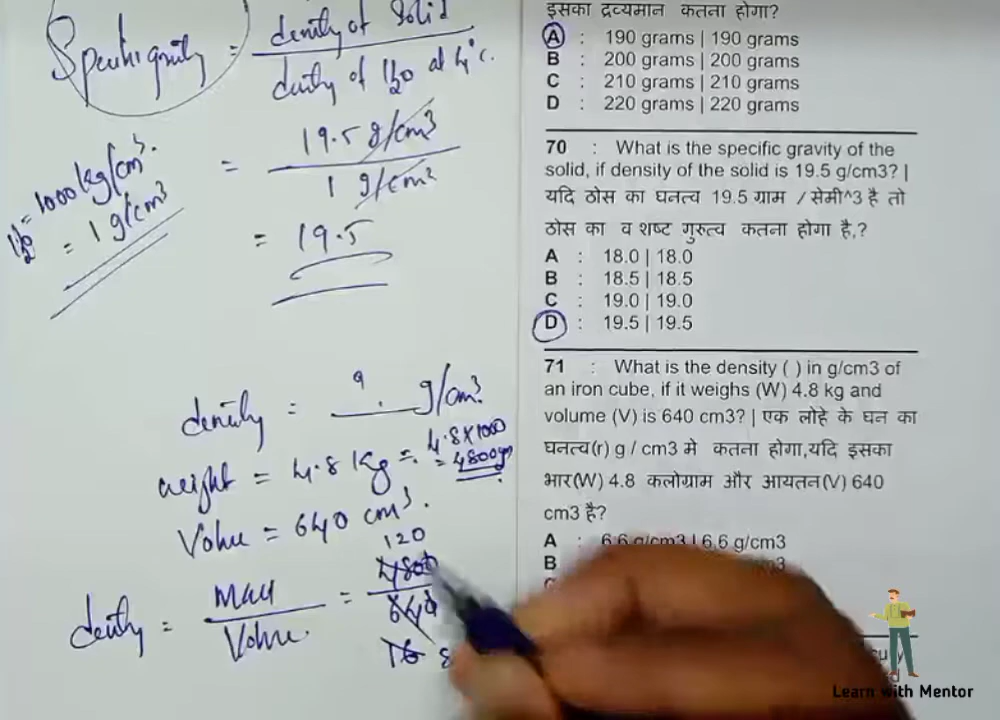 Specific gravity = density of solid
density of H2O at 4°c.
H2O = 1000 kg/cm3.
= 1 g/cm3
= 19.5 g/cm3
1 g/cm3
= 19.5
density = ? g/cm3
weight = 4.8 kg = 4.8x1000
= 4800gm
Volume = 640 cm3.
120
density = Mass = 4800
Volume. 640
16 8
इसका द्रव्यमान कतना होगा?
A : 190 grams | 190 grams
B : 200 grams | 200 grams
C : 210 grams | 210 grams
D : 220 grams | 220 grams
70 : What is the specific gravity of the
solid, if density of the solid is 19.5 g/cm3? |
यदि ठोस का घनत्व 19.5 ग्राम / सेमी^3 है तो
ठोस का व शष्ट गुरुत्व कतना होगा है,?
A : 18.0 | 18.0
B : 18.5 | 18.5
C : 19.0 | 19.0
D : 19.5 | 19.5
71 : What is the density ( ) in g/cm3 of
an iron cube, if it weighs (W) 4.8 kg and
volume (V) is 640 cm3? | एक लोहे के घन का
घनत्व(r) g / cm3 मे कतना होगा,यदि इसका
भार(W) 4.8 कलोग्राम और आयतन(V) 640
cm3 है?
A : 6.6 g/cm3 | 6.6 g/cm3
B
Learn with Mentor